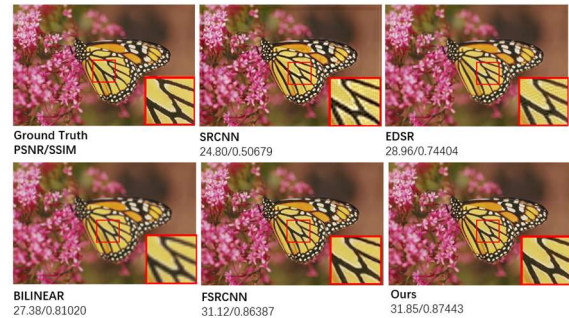 Ground Truth
PSNR/SSIM
SRCNN
24.80/0.50679
EDSR
28.96/0.74404
BILINEAR
27.38/0.81020
FSRCNN
31.12/0.86387
Ours
31.85/0.87443